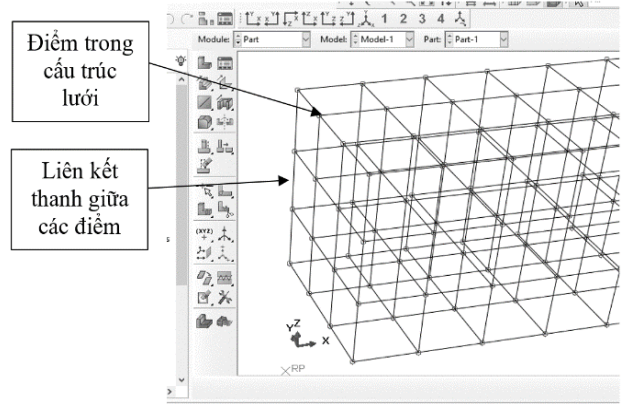 1 2 3 4
Module: Part Model: Model-1 Part: Part-1
Điểm trong
cấu trúc
lưới
Liên kết
thanh giữa
các điểm
(XYZ)
s
Y Z X
RP